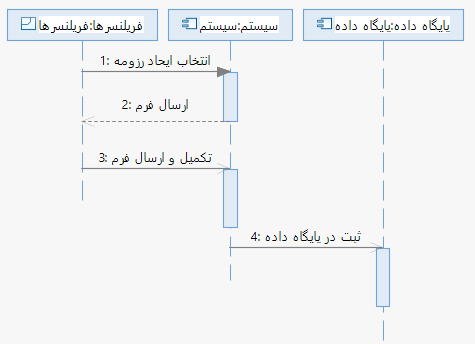 فریلنسرها:فریلنسرها
سیستم:سیستم
پایگاه داده:پایگاه داده
1: انتخاب ایجاد رزومه
2: ارسال فرم
3: تکمیل و ارسال فرم
4: ثبت در پایگاه داده